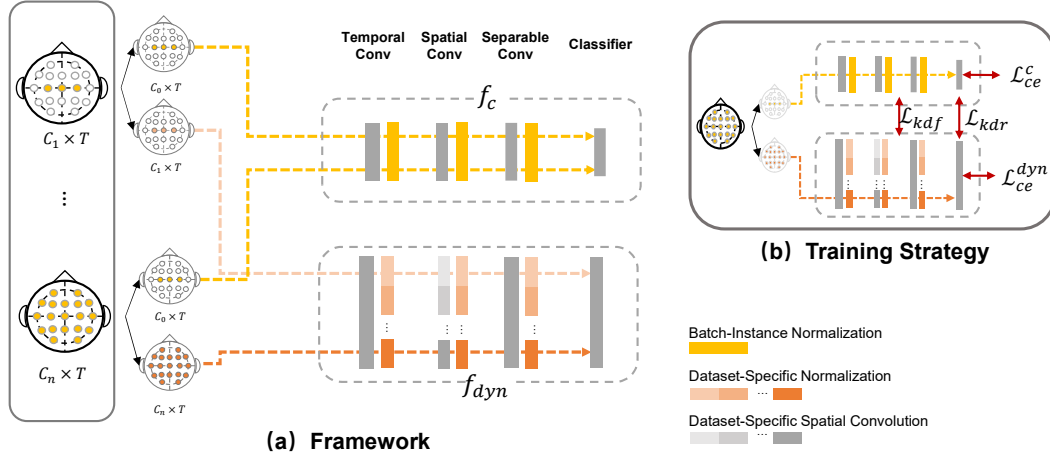 Temporal Conv
Spatial Conv
Separable Conv
Classifier
C₀ × T
C₁ × T
C₁ × T
⋮
f_c
C₀ × T
Cₙ × T
Cₙ × T
f_dyn
(a) Framework
ℒ_ce^c
ℒ_kdf
ℒ_kdr
ℒ_ce^dyn
(b) Training Strategy
Batch-Instance Normalization
Dataset-Specific Normalization
...
Dataset-Specific Spatial Convolution
...